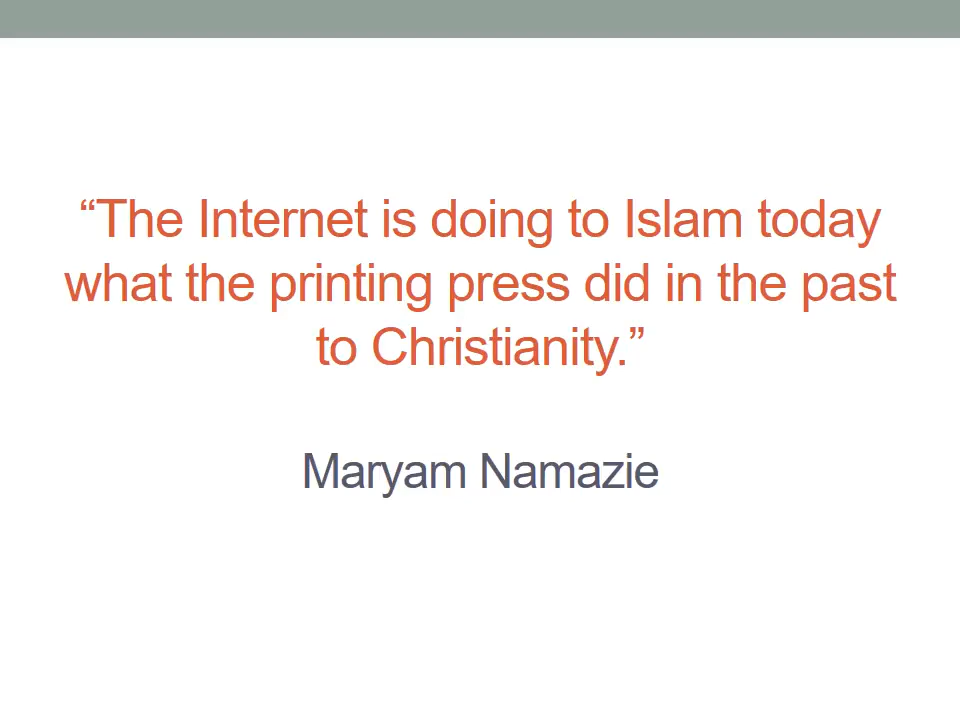 “The Internet is doing to Islam today
what the printing press did in the past
to Christianity.”
Maryam Namazie